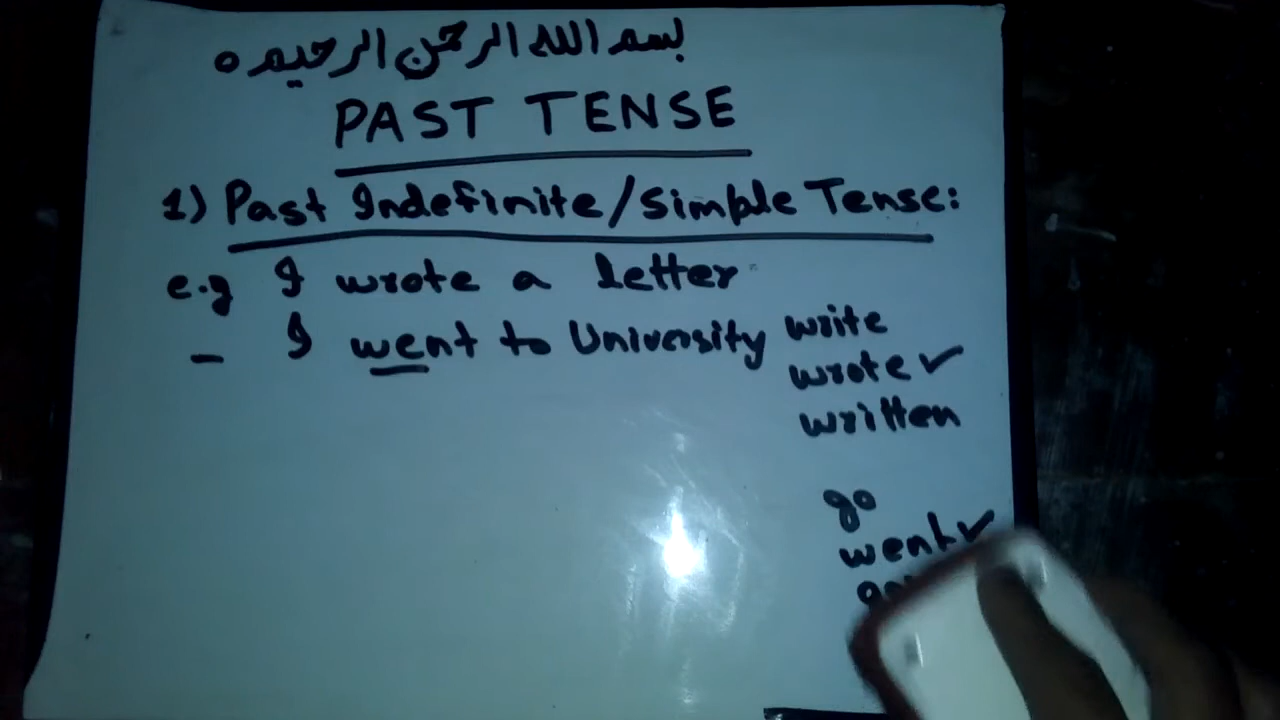 بسم الله الرحمن الرحيم o
PAST TENSE
1) Past Indefinite/Simple Tense:
e.g I wrote a letter
- I went to University
write
wrote ✓
written
go
went ✓